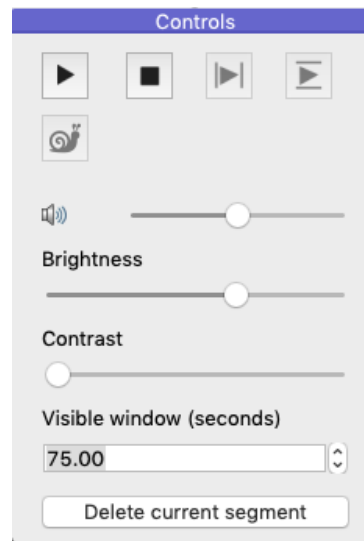 Controls
Brightness
Contrast
Visible window (seconds)
75.00
Delete current segment